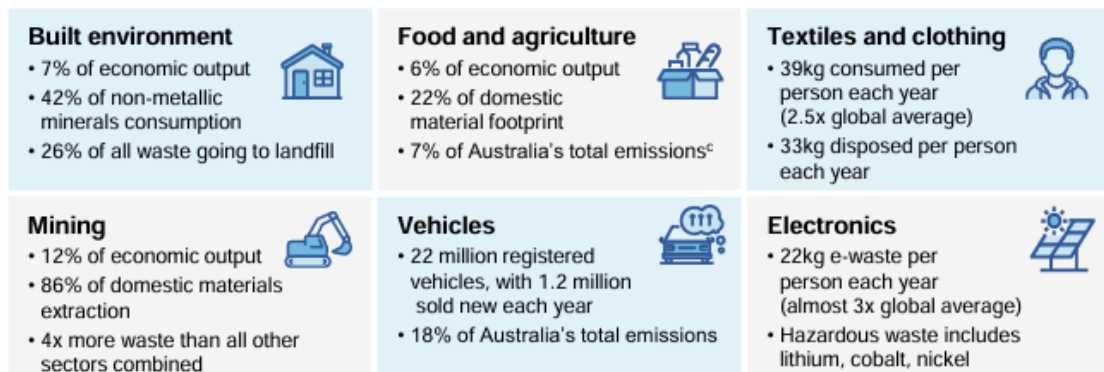 Built environment
• 7% of economic output
• 42% of non-metallic
minerals consumption
• 26% of all waste going to landfill
Food and agriculture
• 6% of economic output
• 22% of domestic
material footprint
• 7% of Australia's total emissionsᶜ
Textiles and clothing
• 39kg consumed per
person each year
(2.5x global average)
• 33kg disposed per person
each year
Mining
• 12% of economic output
• 86% of domestic materials
extraction
• 4x more waste than all other
sectors combined
Vehicles
• 22 million registered
vehicles, with 1.2 million
sold new each year
• 18% of Australia's total emissions
Electronics
• 22kg e-waste per
person each year
(almost 3x global average)
• Hazardous waste includes
lithium, cobalt, nickel